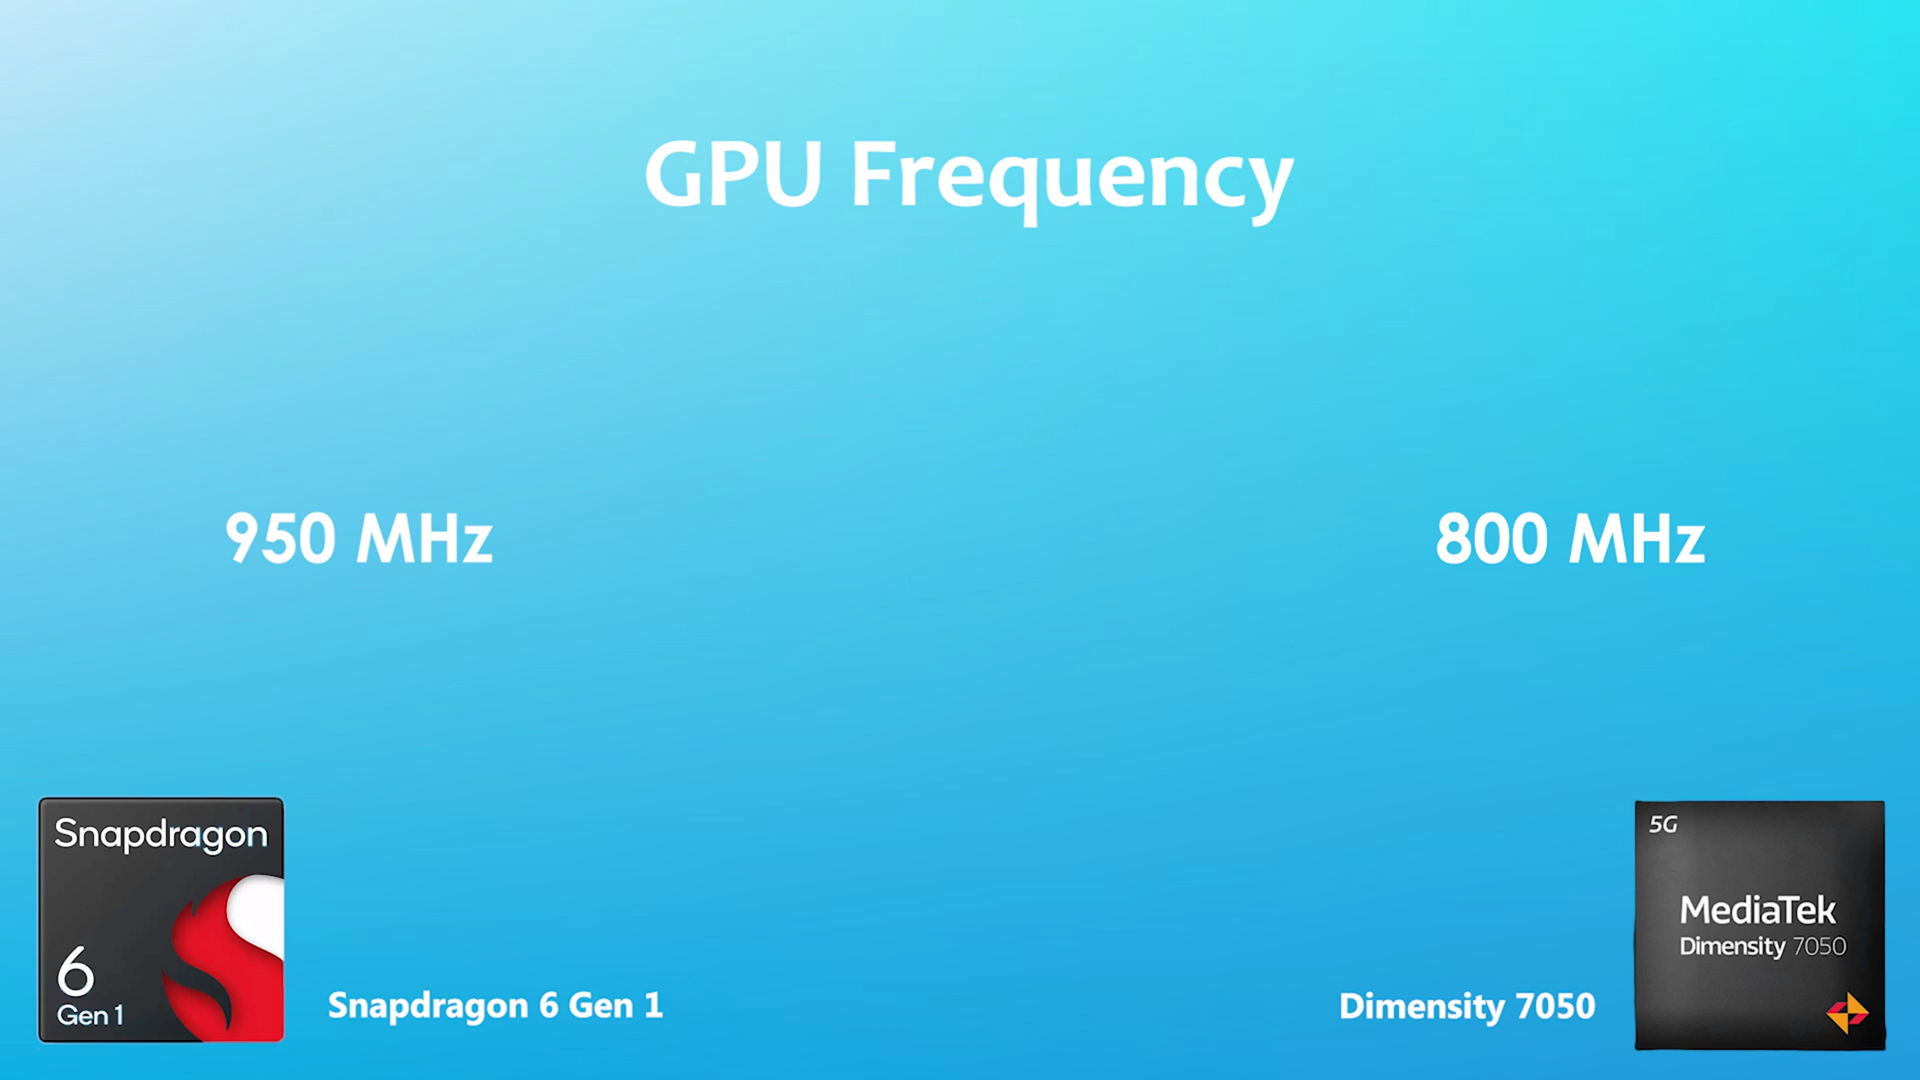 GPU Frequency
950 MHz
800 MHz
Snapdragon
6
Gen 1
Snapdragon 6 Gen 1
Dimensity 7050
5G
MediaTek
Dimensity 7050